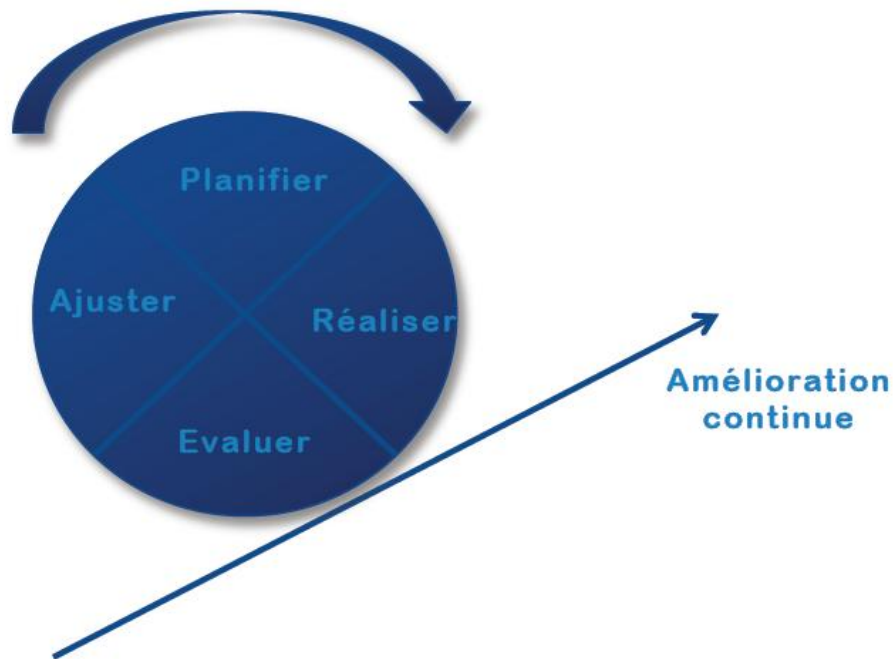 Planifier
Ajuster
Réaliser
Evaluer
Amélioration
continue